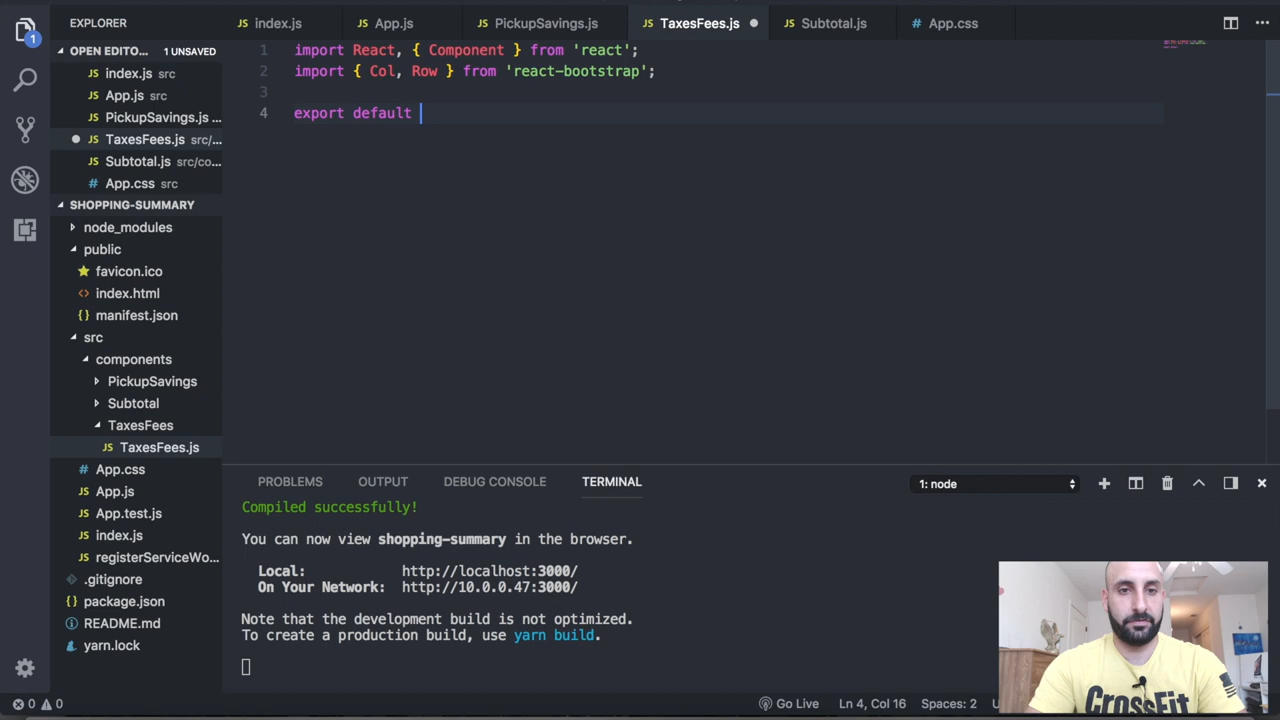 EXPLORER
index.js
App.js
PickupSavings.js
TaxesFees.js
Subtotal.js
App.css
OPEN EDITO... 1 UNSAVED
index.js src
App.js src
PickupSavings.js ...
TaxesFees.js src/...
Subtotal.js src/co...
App.css src
SHOPPING-SUMMARY
node_modules
public
favicon.ico
index.html
manifest.json
src
components
PickupSavings
Subtotal
TaxesFees
TaxesFees.js
App.css
App.js
App.test.js
index.js
registerServiceWo...
.gitignore
package.json
README.md
yarn.lock
1 import React, { Component } from 'react';
2 import { Col, Row } from 'react-bootstrap';
3
4 export default
PROBLEMS OUTPUT DEBUG CONSOLE TERMINAL 1: node
Compiled successfully!
You can now view shopping-summary in the browser.
Local: http://localhost:3000/
On Your Network: http://10.0.0.47:3000/
Note that the development build is not optimized.
To create a production build, use yarn build.
CrossFit
0 0 Go Live Ln 4, Col 16 Spaces: 2